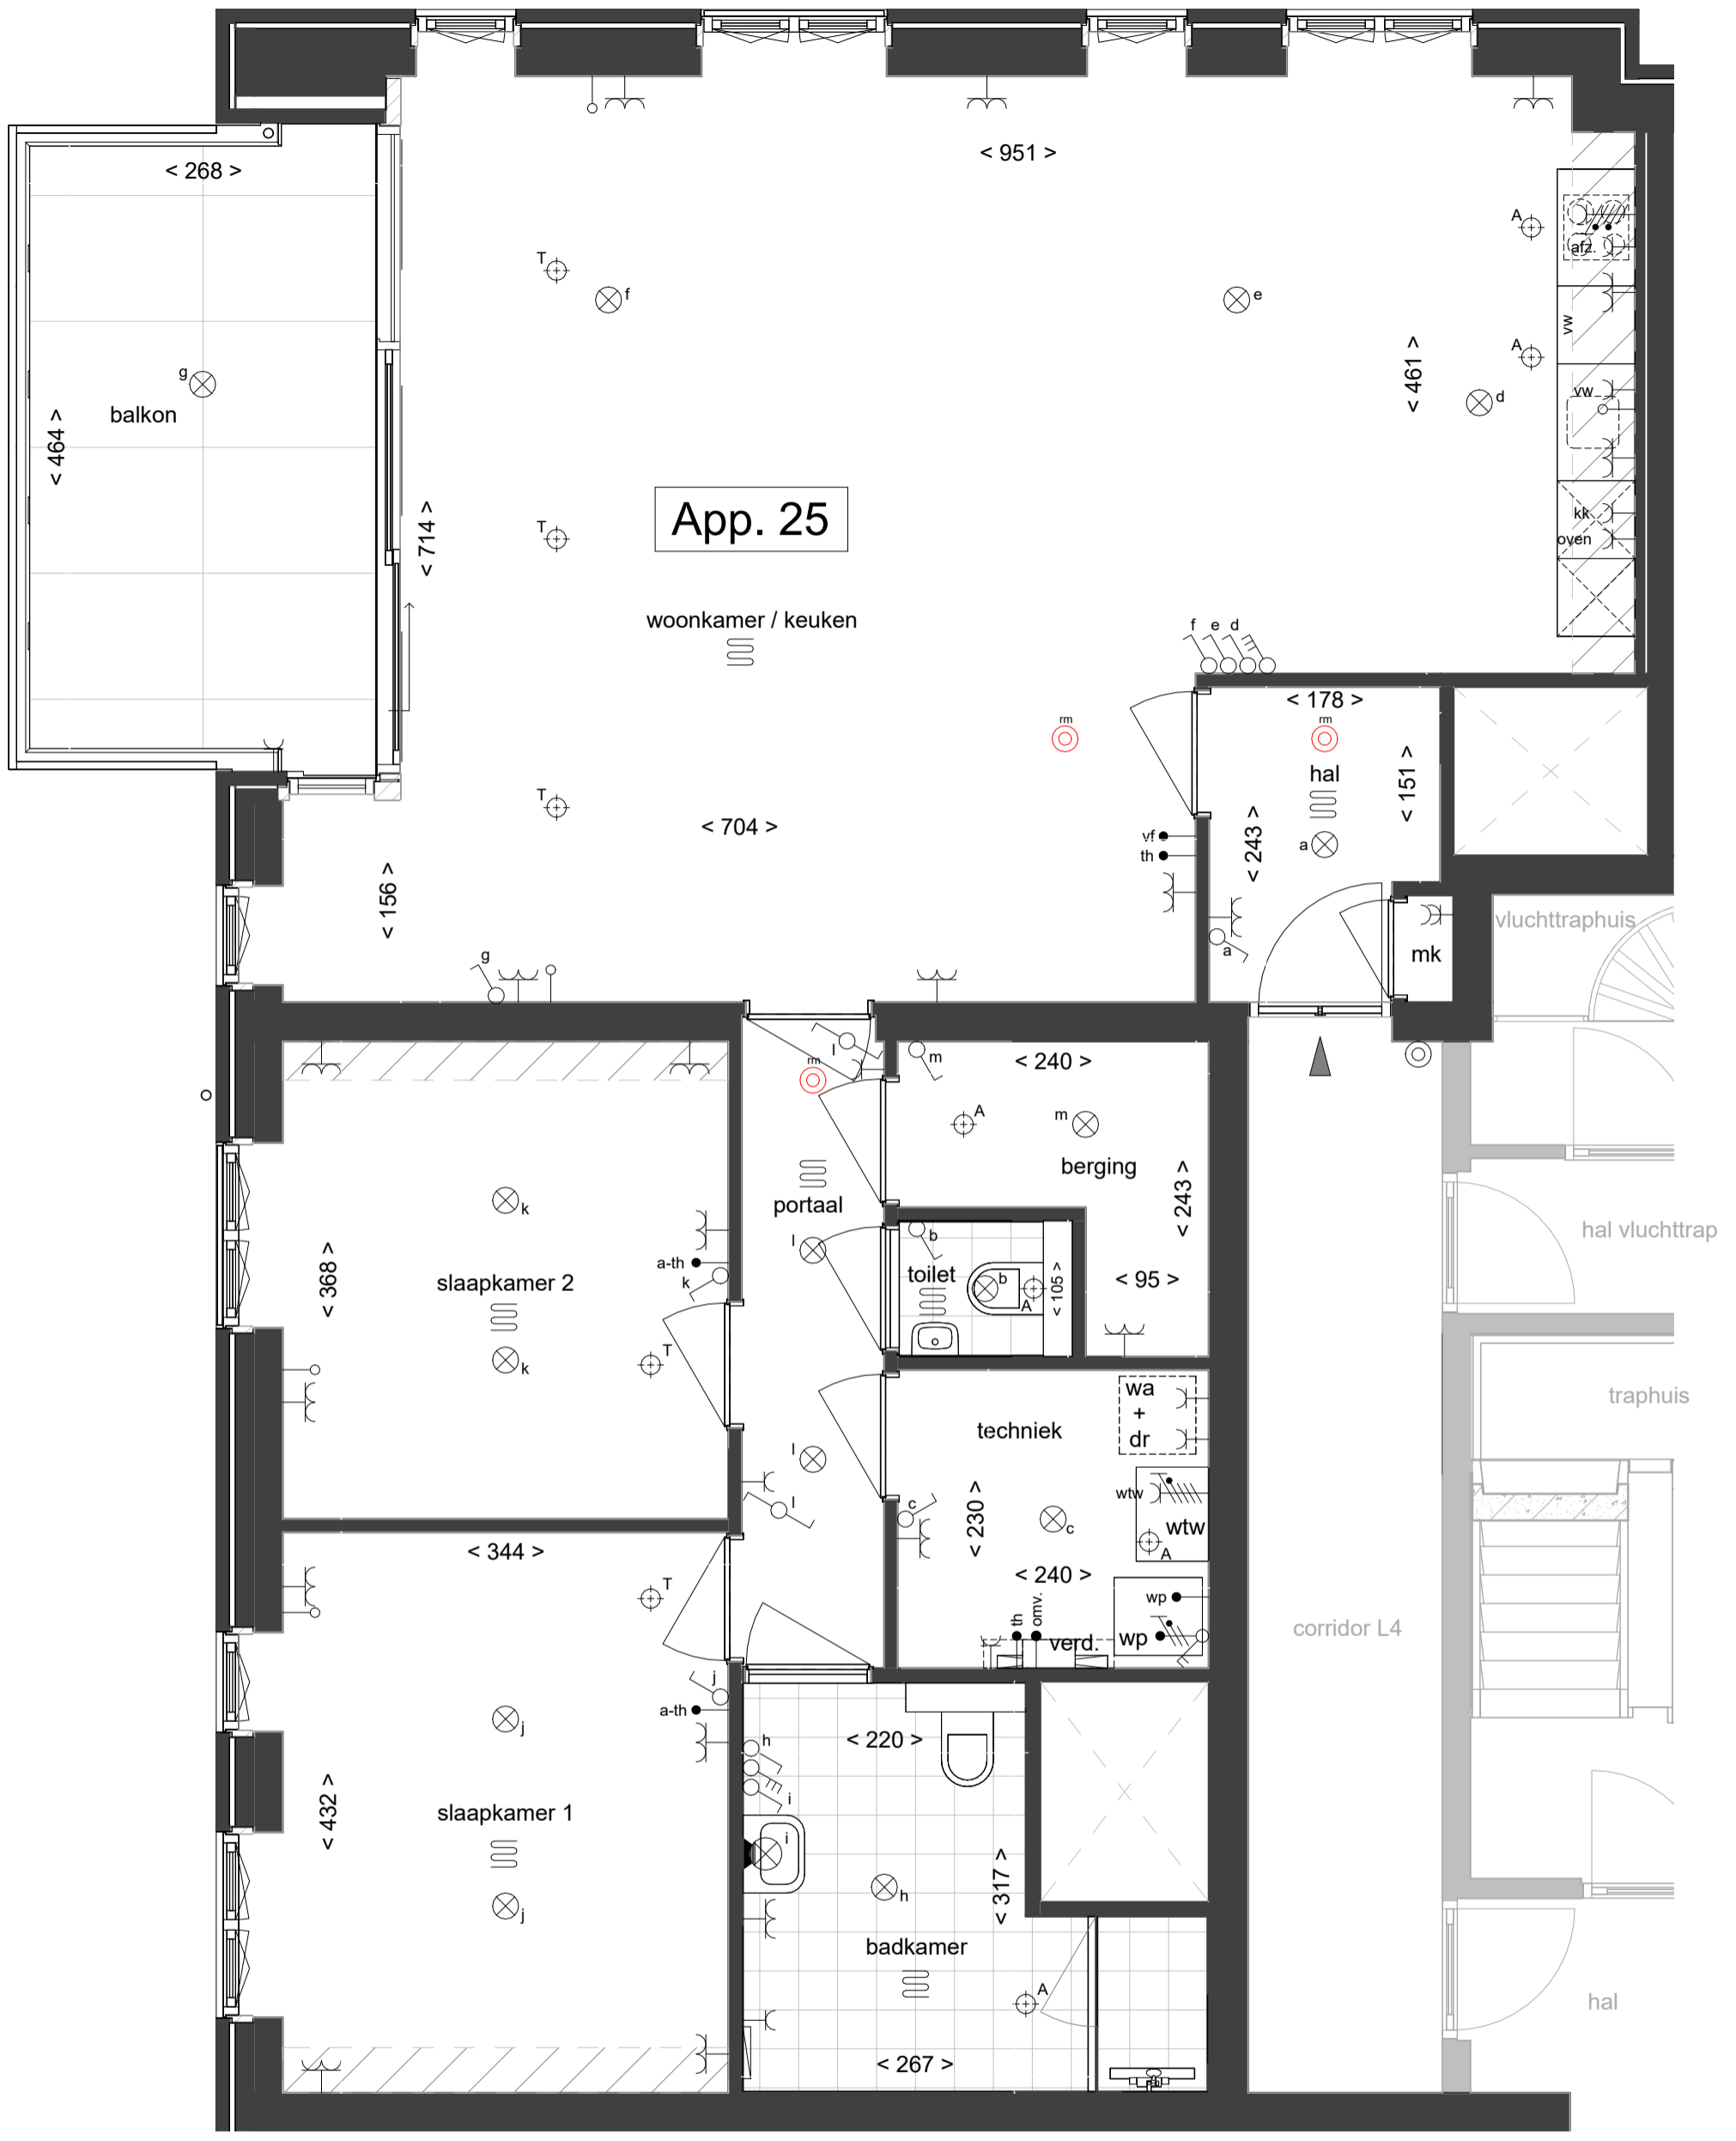 < 268 >
< 951 >
A
afz.
T
f
e
vw
A
g
balkon
< 464 >
< 461 >
d
vw
App. 25
T
< 714 >
kk
oven
woonkamer / keuken
f e d
< 178 >
rm
rm
hal
< 151 >
T
< 704 >
vf
th
< 243 >
a
< 156 >
vluchttraphuis
a
mk
g
l
m
< 240 >
rm
A
m
berging
portaal
< 243 >
k
l
b
hal vluchttrap
a-th
k
toilet
b
A
< 105 >
< 95 >
slaapkamer 2
< 368 >
k
T
wa
+
dr
traphuis
techniek
l
l
c
< 230 >
c
wtw
wtw
A
< 344 >
T
< 240 >
th
omv.
wp
wp
verd.
corridor L4
j
a-th
j
h
< 220 >
i
slaapkamer 1
< 432 >
i
h
< 317 >
j
badkamer
A
hal
< 267 >